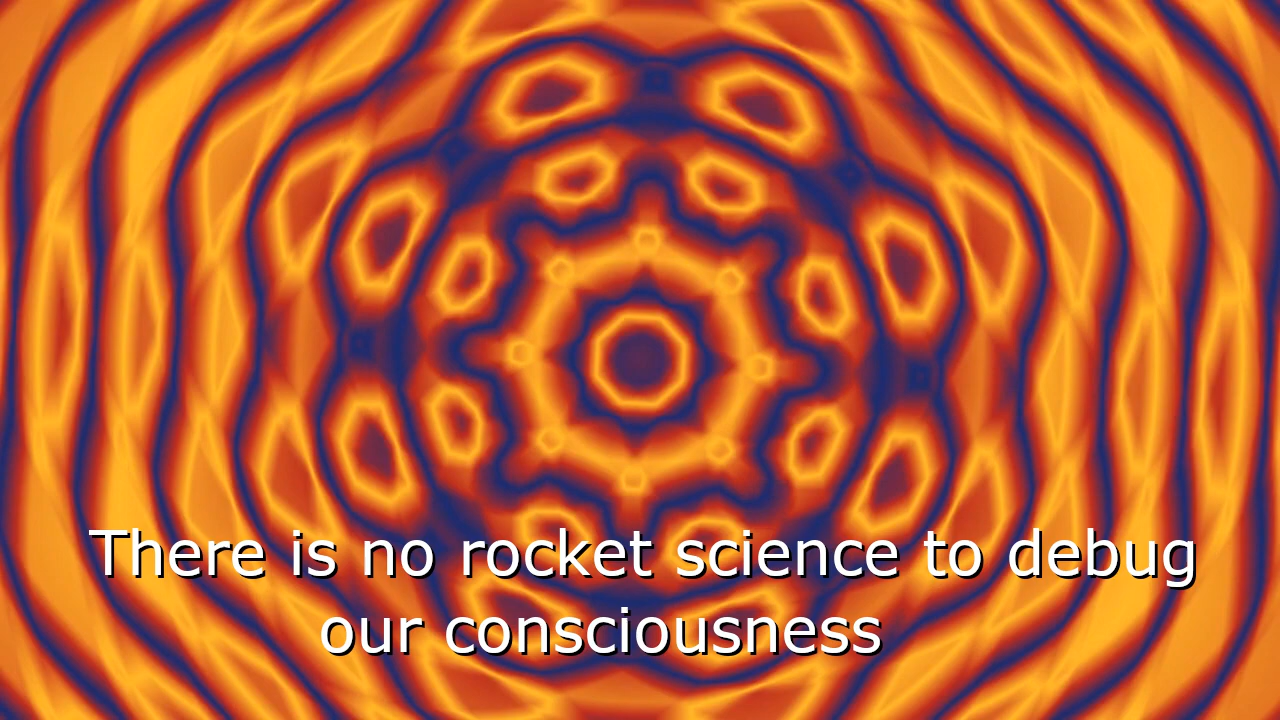 There is no rocket science to debug
our consciousness